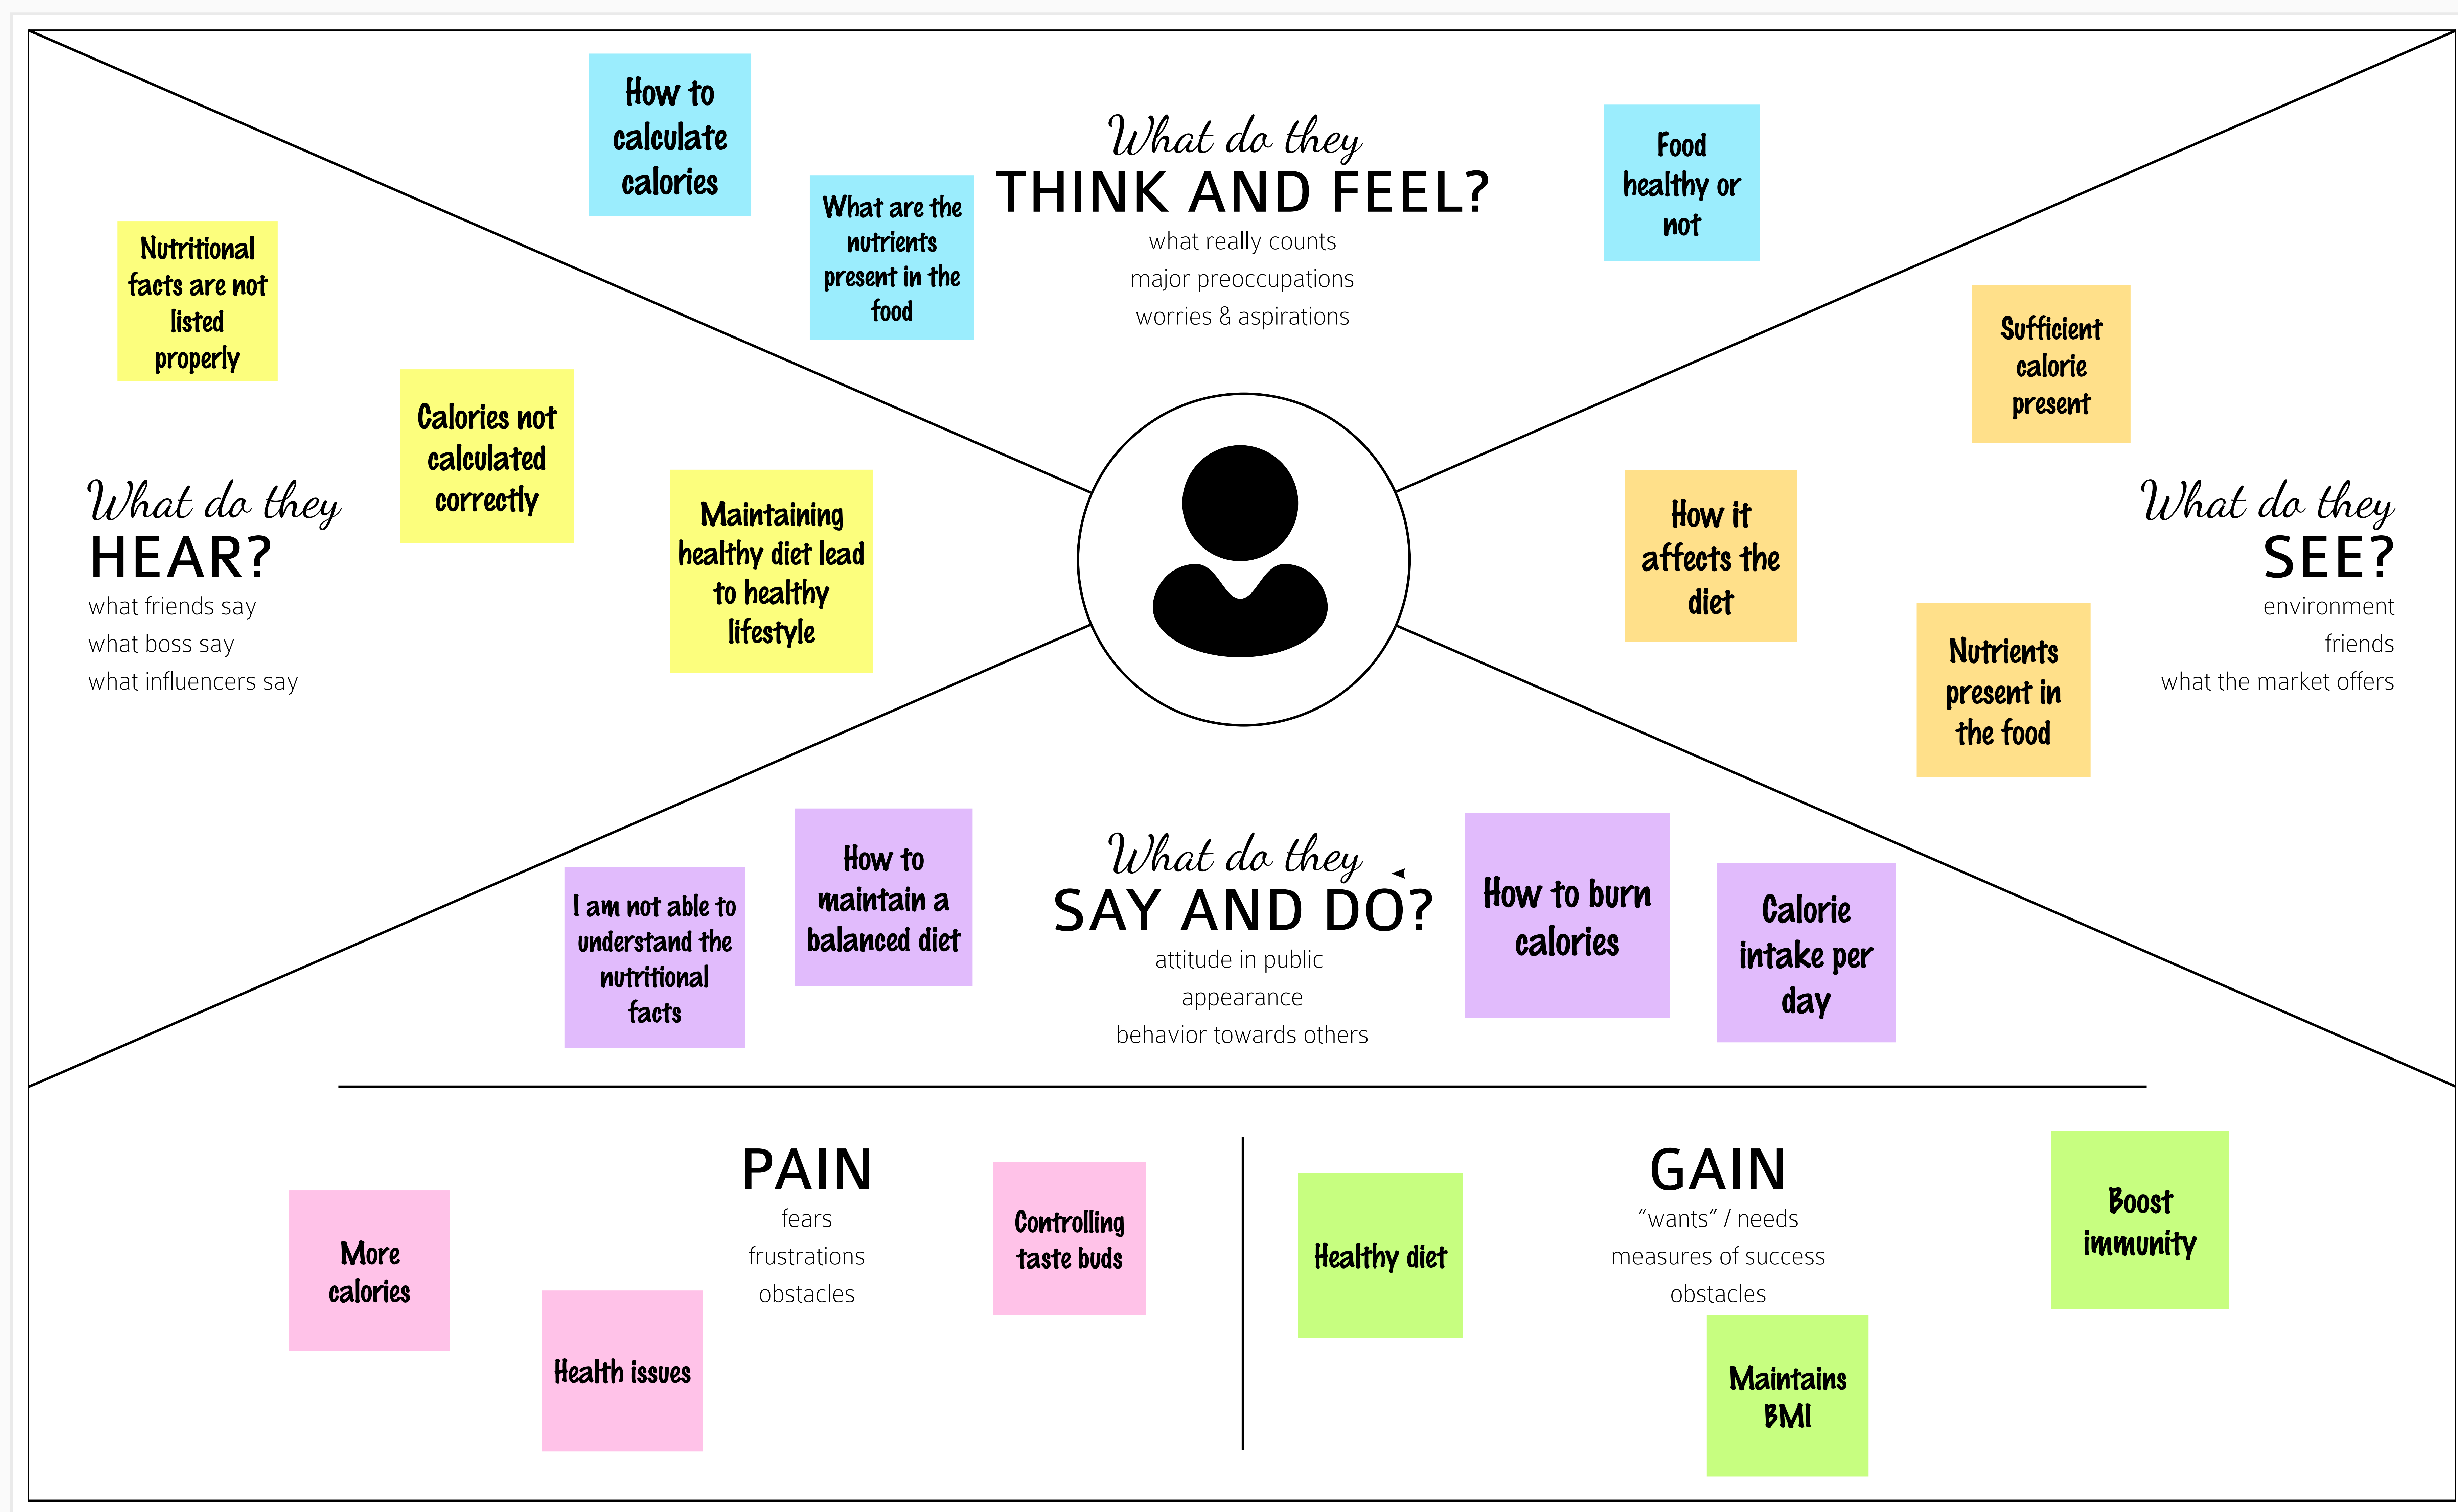 How to
calculate
calories
What are the
nutrients
present in the
food
What do they
THINK AND FEEL?
what really counts
major preoccupations
worries & aspirations
Food
healthy or
not
Nutritional
facts are not
listed
properly
Calories not
calculated
correctly
Maintaining
healthy diet lead
to healthy
lifestyle
What do they
HEAR?
what friends say
what boss say
what influencers say
Sufficient
calorie
present
How it
affects the
diet
Nutrients
present in
the food
What do they
SEE?
environment
friends
what the market offers
I am not able to
understand the
nutritional
facts
How to
maintain a
balanced diet
What do they
SAY AND DO?
attitude in public
appearance
behavior towards others
How to burn
calories
Calorie
intake per
day
More
calories
Health issues
PAIN
fears
frustrations
obstacles
Controlling
taste buds
Healthy diet
GAIN
“wants” / needs
measures of success
obstacles
Maintains
BMI
Boost
immunity